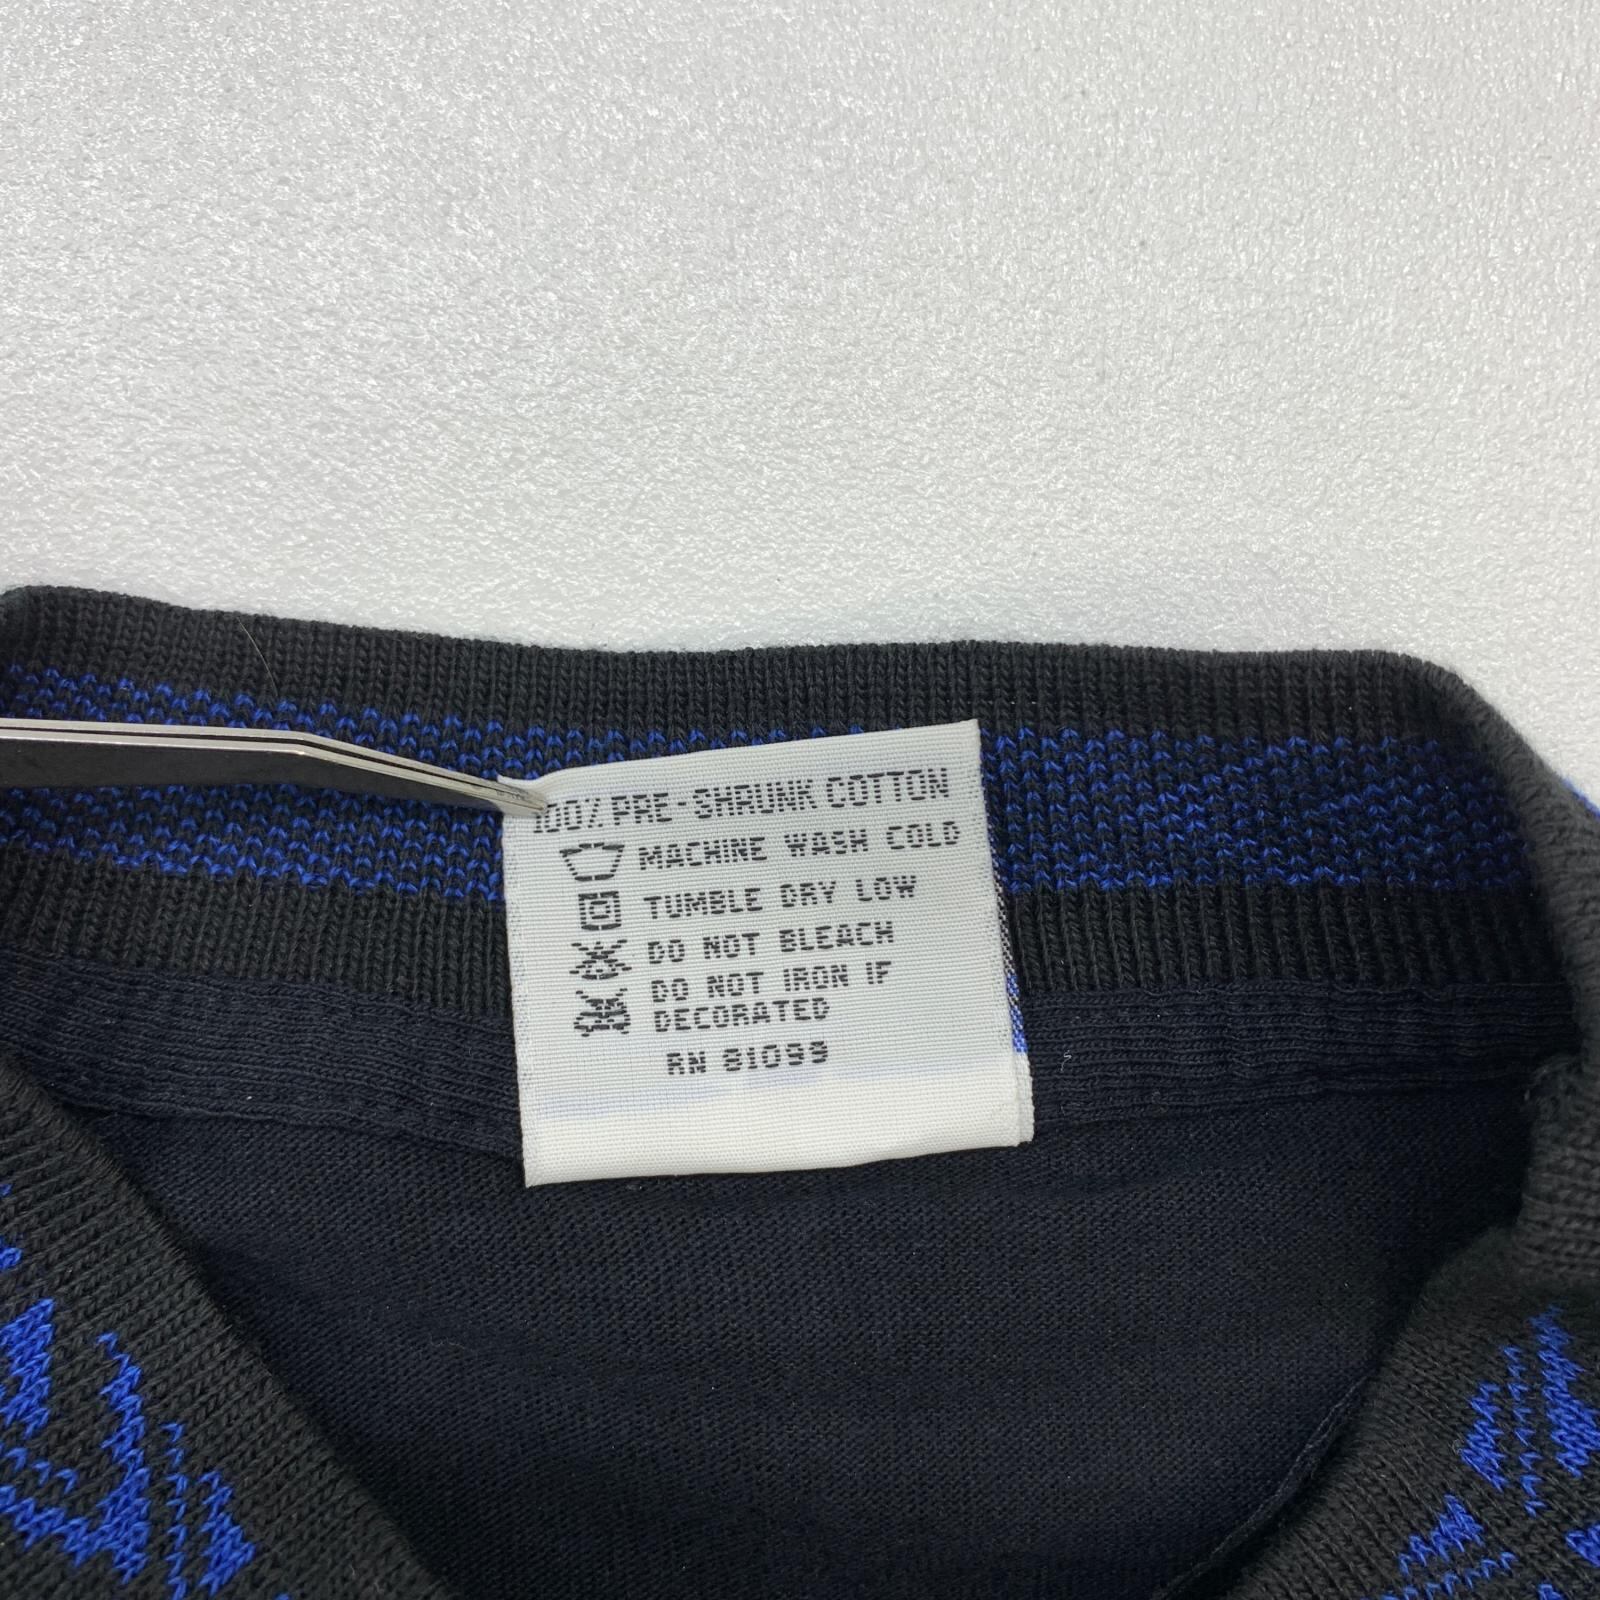 100% PRE-SHRUNK COTTON
MACHINE WASH COLD
TUMBLE DRY LOW
DO NOT BLEACH
DO NOT IRON IF
DECORATED
RN 81099